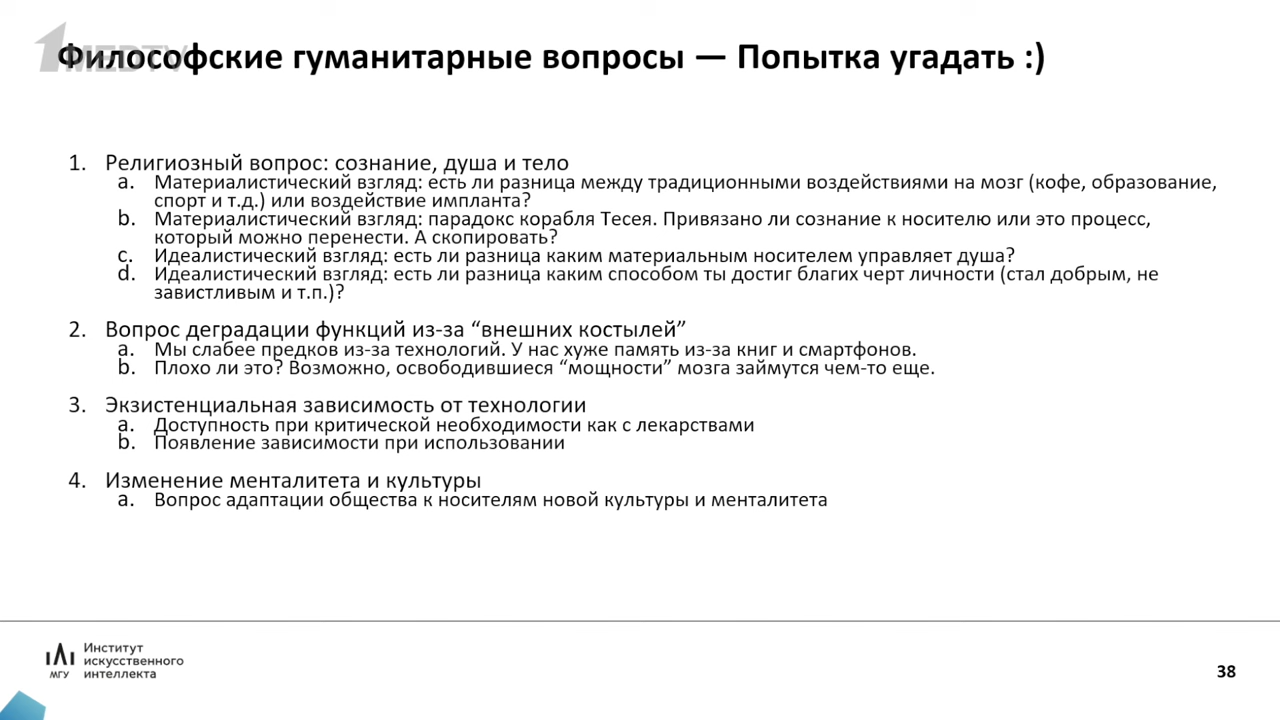 1MEDTV
Философские гуманитарные вопросы — Попытка угадать :)
1. Религиозный вопрос: сознание, душа и тело
a. Материалистический взгляд: есть ли разница между традиционными воздействиями на мозг (кофе, образование,
спорт и т.д.) или воздействие импланта?
b. Материалистический взгляд: парадокс корабля Тесея. Привязано ли сознание к носителю или это процесс,
который можно перенести. А скопировать?
c. Идеалистический взгляд: есть ли разница каким материальным носителем управляет душа?
d. Идеалистический взгляд: есть ли разница каким способом ты достиг благих черт личности (стал добрым, не
завистливым и т.п.)?
2. Вопрос деградации функций из-за “внешних костылей”
a. Мы слабее предков из-за технологий. У нас хуже память из-за книг и смартфонов.
b. Плохо ли это? Возможно, освободившиеся “мощности” мозга займутся чем-то еще.
3. Экзистенциальная зависимость от технологии
a. Доступность при критической необходимости как с лекарствами
b. Появление зависимости при использовании
4. Изменение менталитета и культуры
a. Вопрос адаптации общества к носителям новой культуры и менталитета
МГУ
Институт
искусственного
интеллекта
38